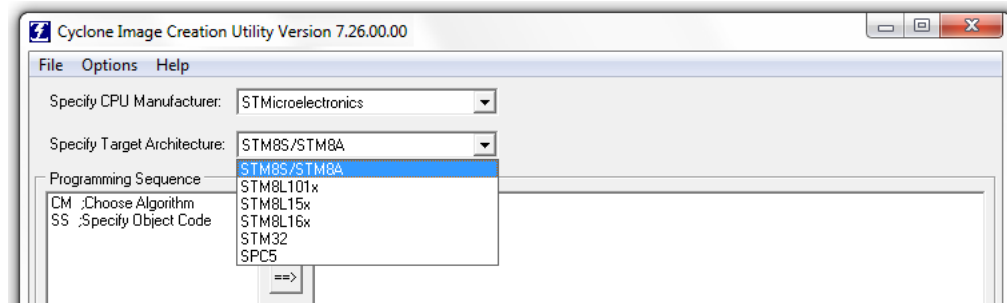 Cyclone Image Creation Utility Version 7.26.00.00
File Options Help
Specify CPU Manufacturer: STMicroelectronics
Specify Target Architecture: STM8S/STM8A
STM8S/STM8A
STM8L101x
STM8L15x
STM8L16x
STM32
SPC5
Programming Sequence
CM ;Choose Algorithm
SS ;Specify Object Code
==>